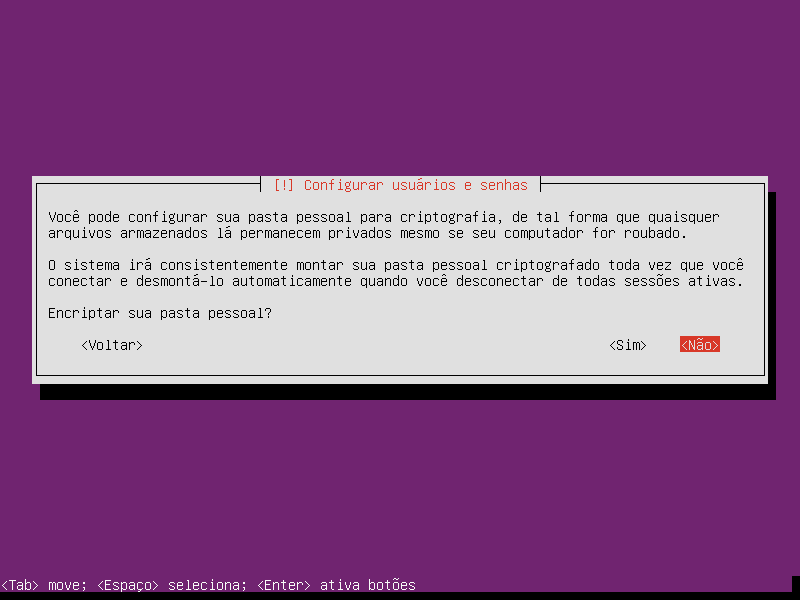 [!] Configurar usuários e senhas
Você pode configurar sua pasta pessoal para criptografia, de tal forma que quaisquer
arquivos armazenados lá permanecem privados mesmo se seu computador for roubado.
O sistema irá consistentemente montar sua pasta pessoal criptografado toda vez que você
conectar e desmontá-lo automaticamente quando você desconectar de todas sessões ativas.
Encriptar sua pasta pessoal?
<Voltar> <Sim> <Não>
<Tab> move; <Espaço> seleciona; <Enter> ativa botões